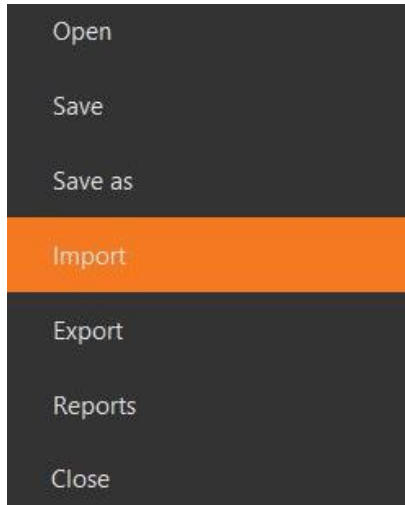 Open
Save
Save as
Import
Export
Reports
Close